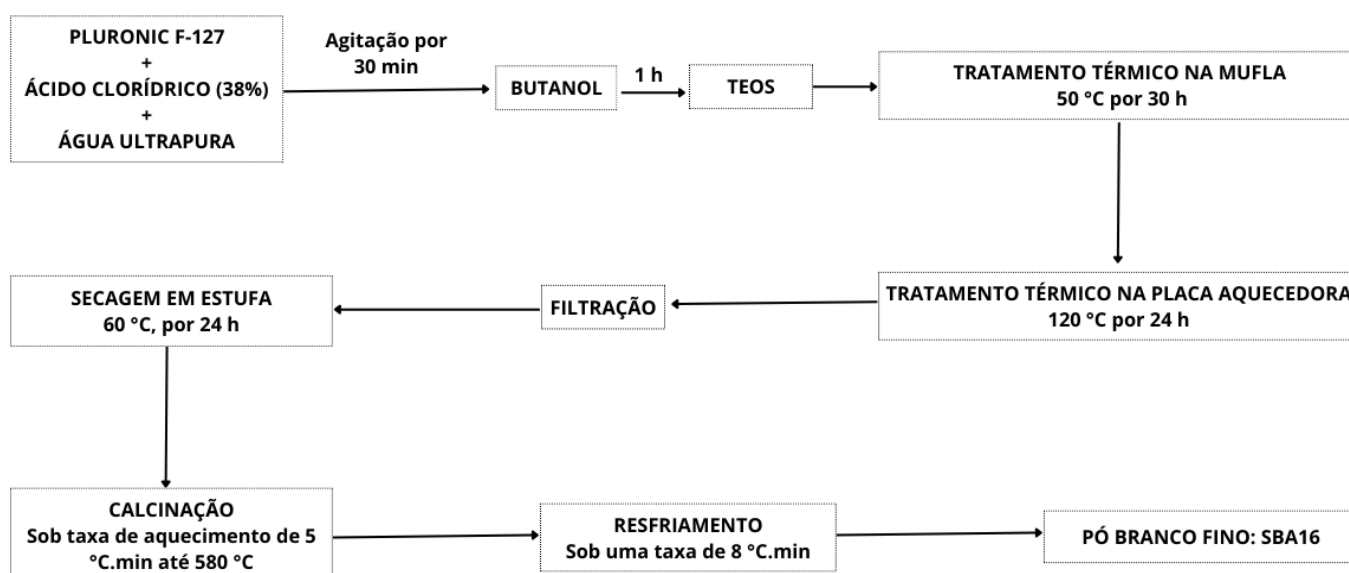 PLURONIC F-127
+
ÁCIDO CLORÍDRICO (38%)
+
ÁGUA ULTRAPURA
Agitação por
30 min
BUTANOL
1 h
TEOS
TRATAMENTO TÉRMICO NA MUFLA
50 °C por 30 h
TRATAMENTO TÉRMICO NA PLACA AQUECEDORA
120 °C por 24 h
FILTRAÇÃO
SECAGEM EM ESTUFA
60 °C, por 24 h
CALCINAÇÃO
Sob taxa de aquecimento de 5
°C.min até 580 °C
RESFRIAMENTO
Sob uma taxa de 8 °C.min
PÓ BRANCO FINO: SBA16